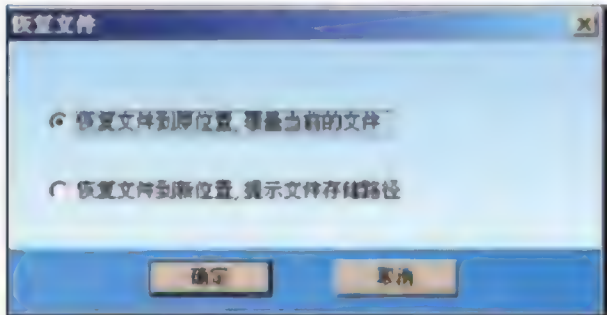 恢复文件
恢复文件到原位置,覆盖当前的文件
恢复文件到新位置,提示文件存储路径
确定
取消